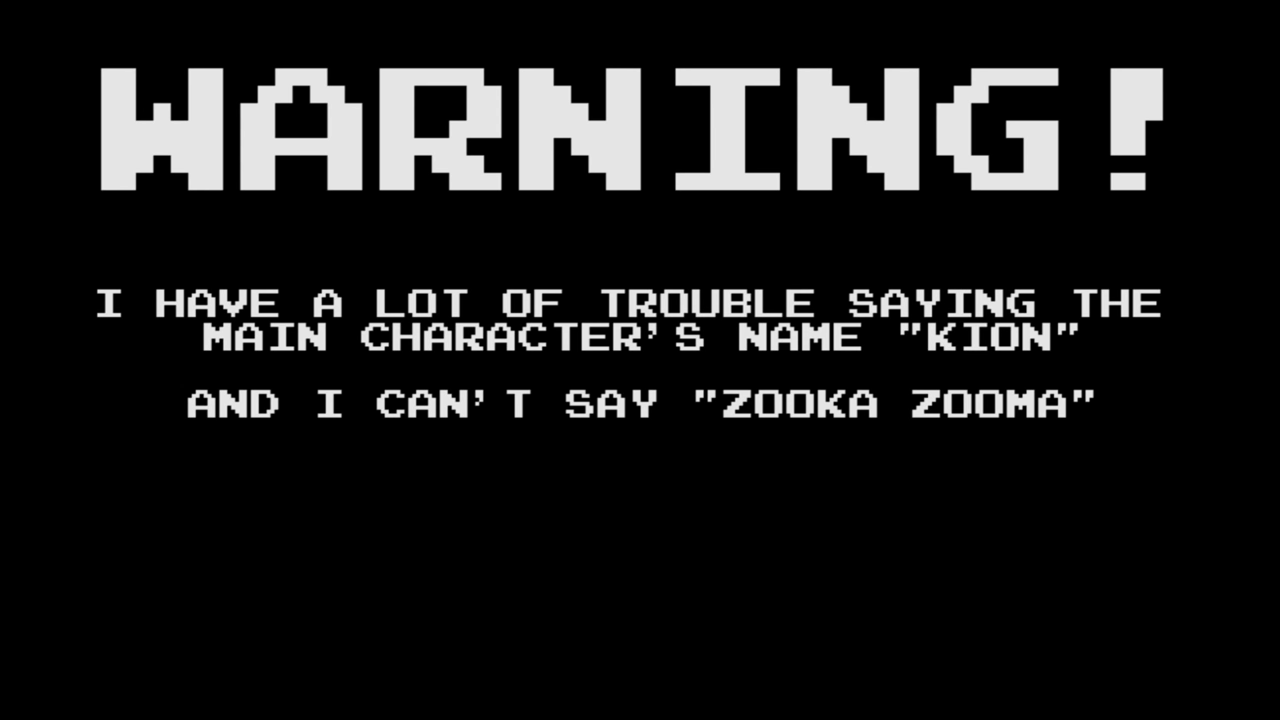 WARNING!
I HAVE A LOT OF TROUBLE SAYING THE
MAIN CHARACTER'S NAME "KION"
AND I CAN'T SAY "ZOOKA ZOOMA"